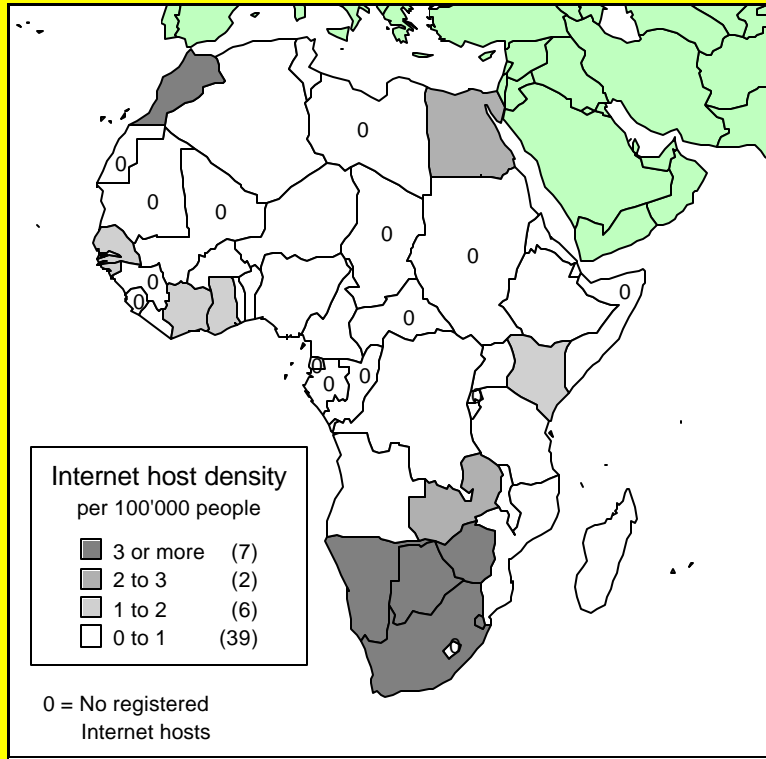 0
0
0
0
0
0
0
0
0
0
0
0
0
Internet host density
per 100'000 people
3 or more (7)
2 to 3 (2)
1 to 2 (6)
0 to 1 (39)
0
0 = No registered
Internet hosts